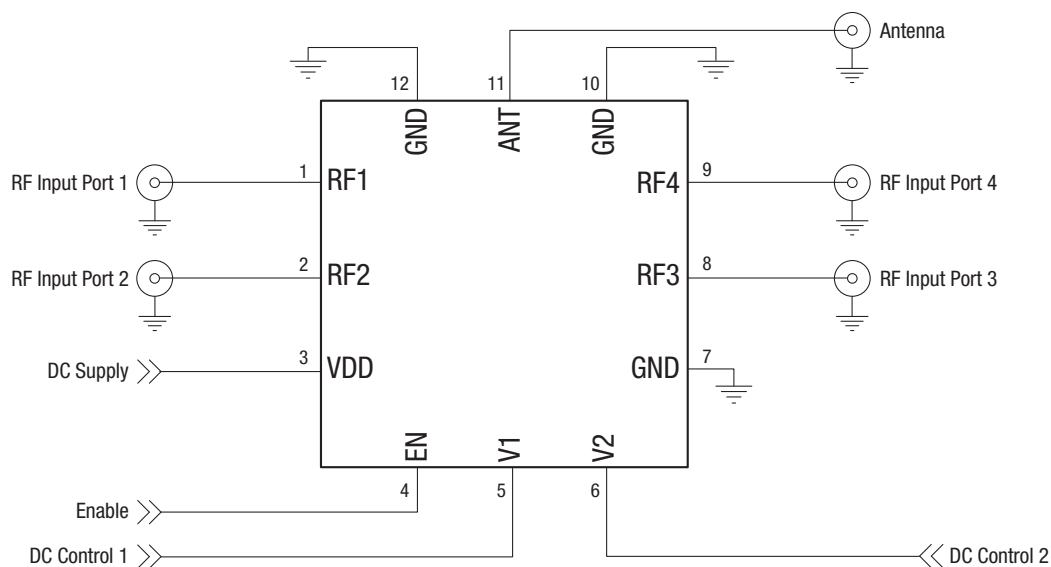 Antenna
12
11
10
GND
ANT
GND
RF Input Port 1
1
RF1
RF4
9
RF Input Port 4
RF Input Port 2
2
RF2
RF3
8
RF Input Port 3
DC Supply
3
VDD
GND
7
EN
V1
V2
4
5
6
Enable
DC Control 1
DC Control 2